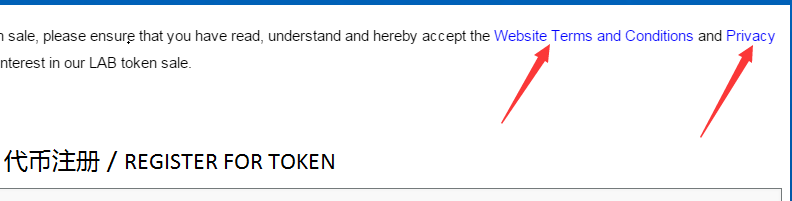 sale, please ensure that you have read, understand and hereby accept the Website Terms and Conditions and Privacy
nterest in our LAB token sale.
代币注册 / REGISTER FOR TOKEN